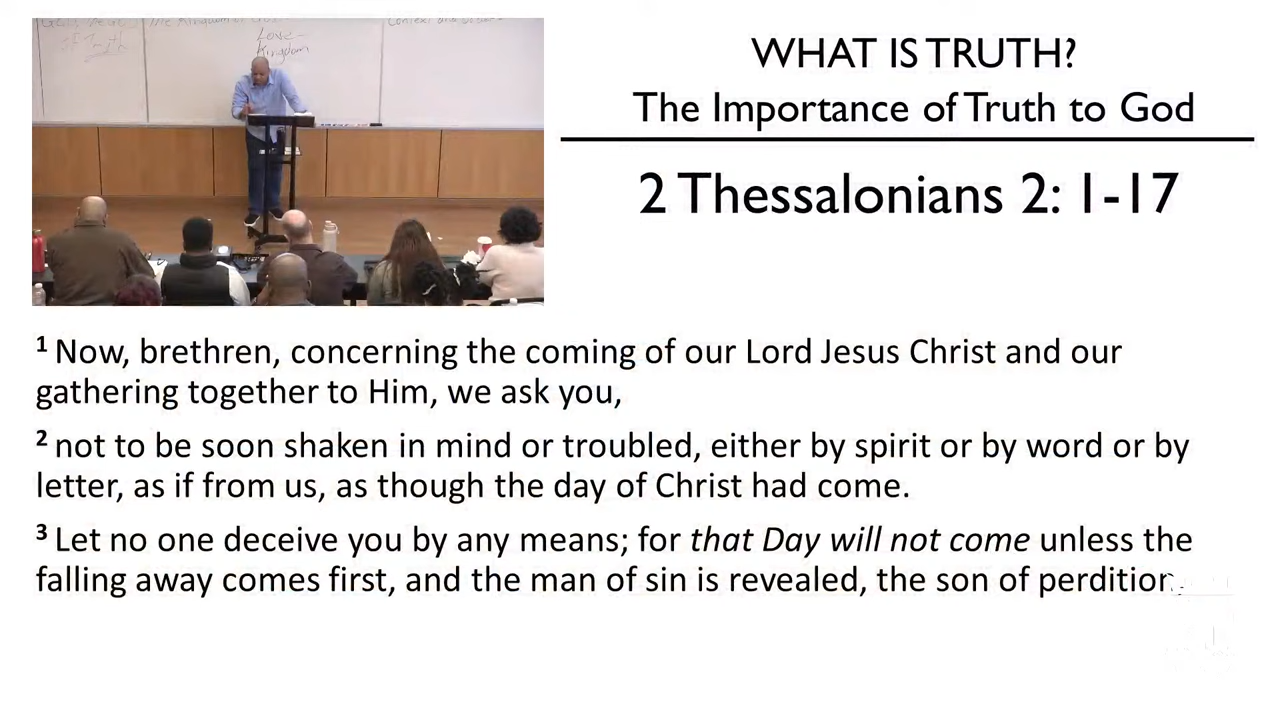 Love-
Kingdom
WHAT IS TRUTH?
The Importance of Truth to God
2 Thessalonians 2: 1-17
1 Now, brethren, concerning the coming of our Lord Jesus Christ and our
gathering together to Him, we ask you,
2 not to be soon shaken in mind or troubled, either by spirit or by word or by
letter, as if from us, as though the day of Christ had come.
3 Let no one deceive you by any means; for that Day will not come unless the
falling away comes first, and the man of sin is revealed, the son of perdition,